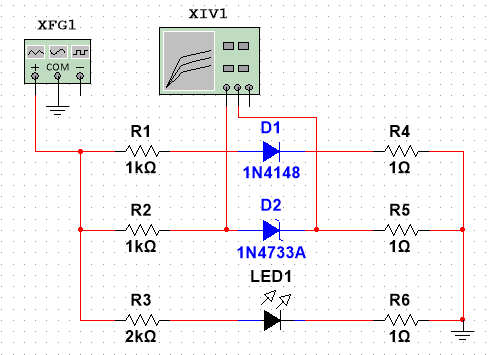 XFG1
XIV1
+ COM −
R1
D1
R4
1kΩ
1N4148
1Ω
R2
D2
R5
1kΩ
1N4733A
1Ω
LED1
R3
R6
2kΩ
1Ω